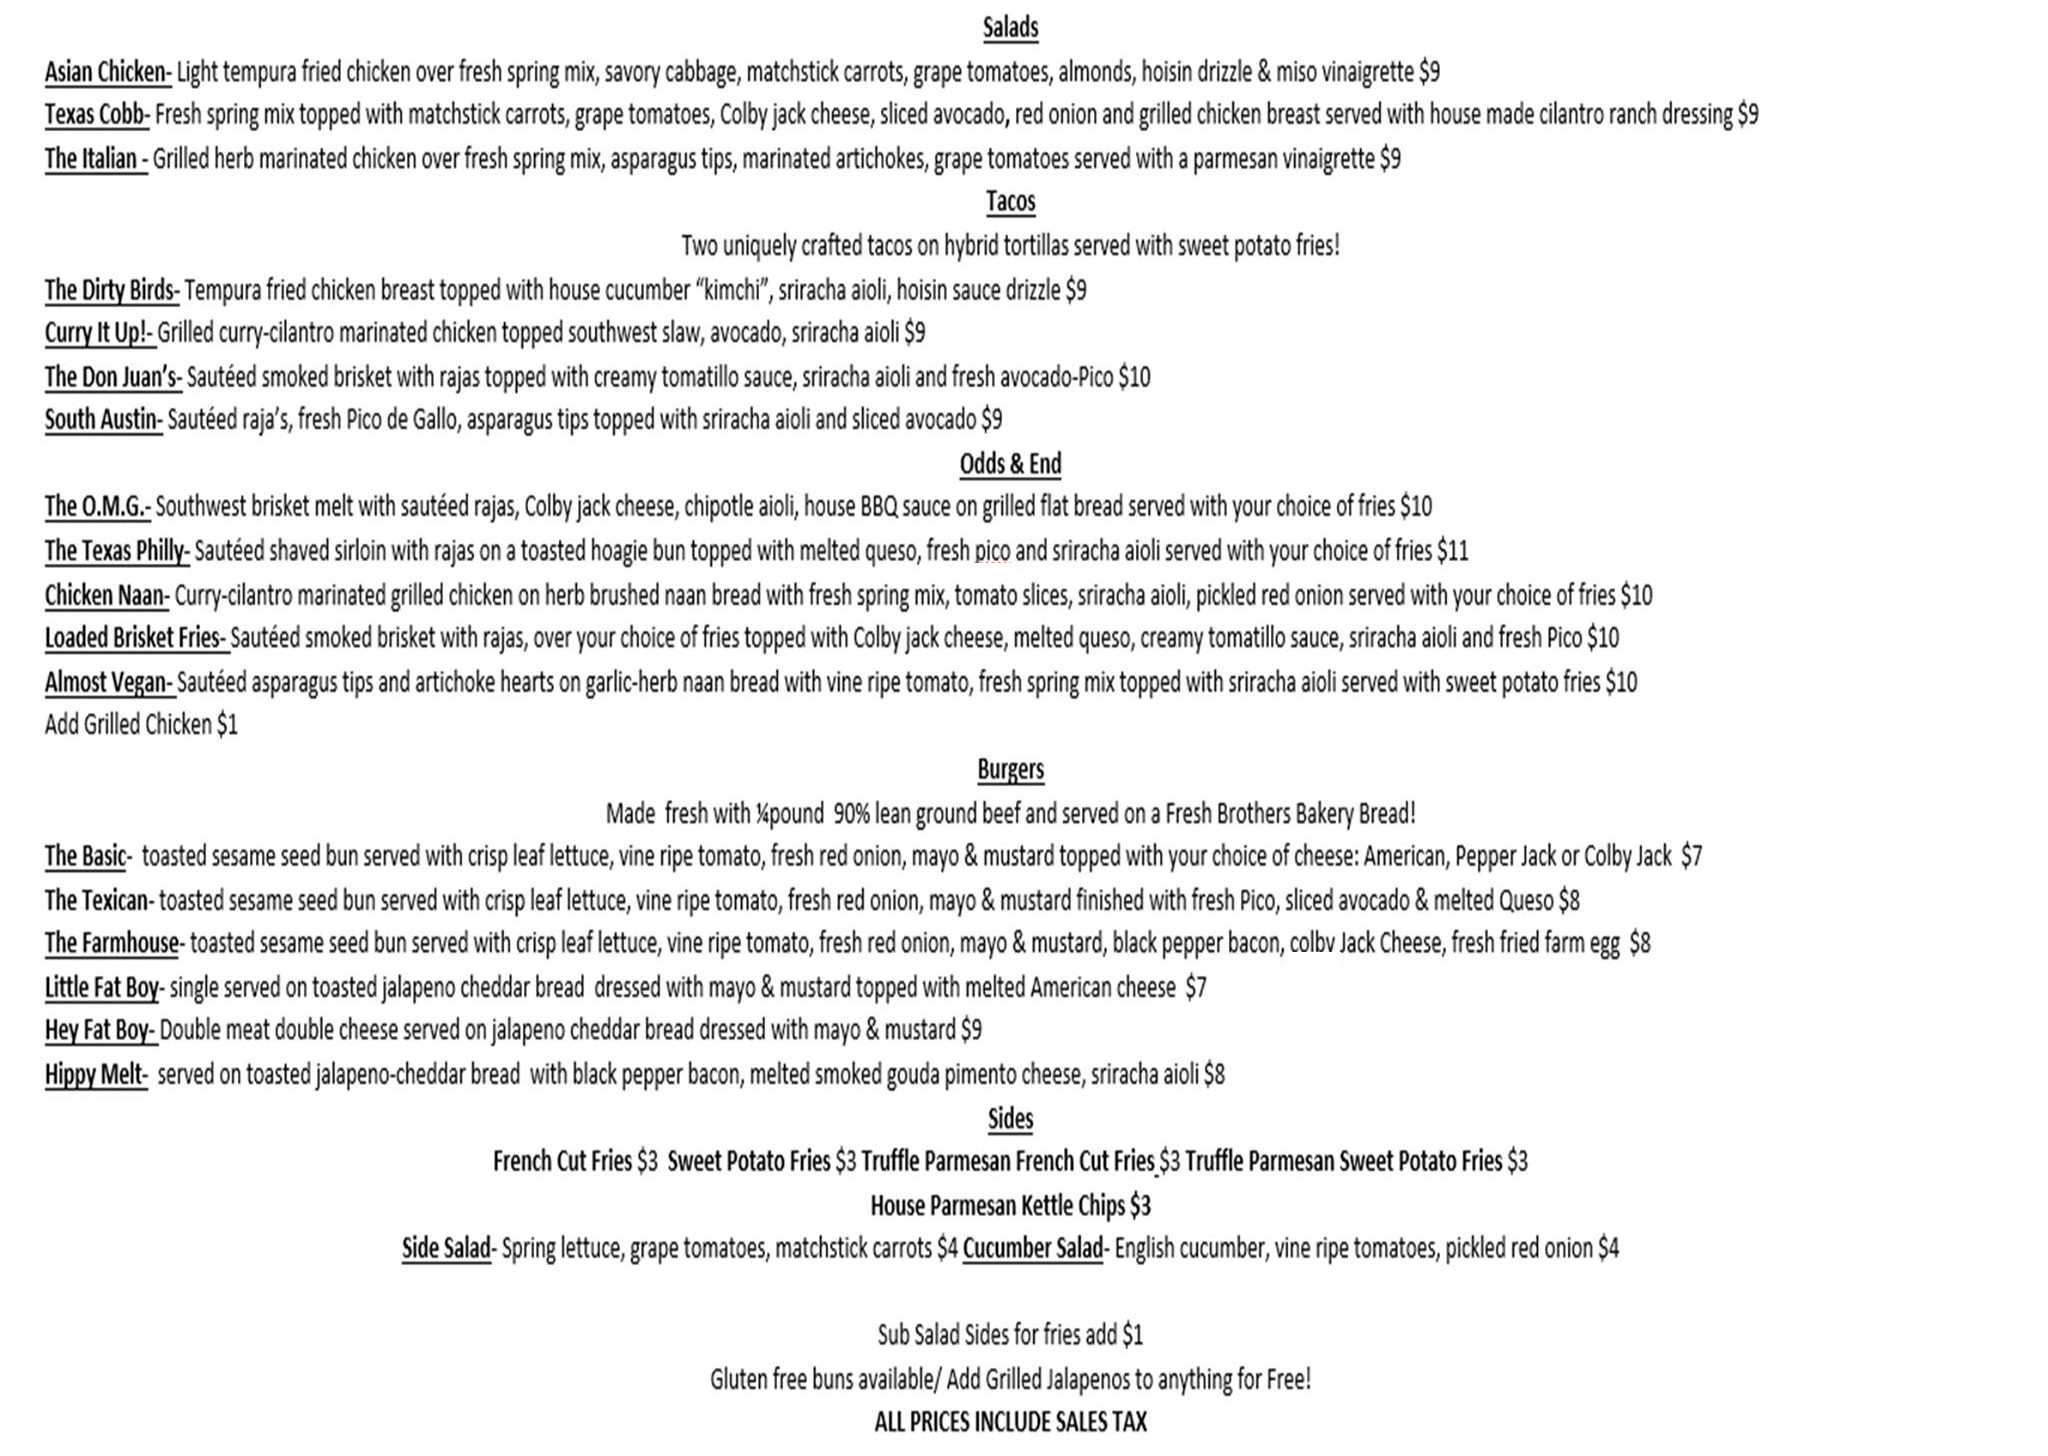 Salads
Asian Chicken- Light tempura fried chicken over fresh spring mix, savory cabbage, matchstick carrots, grape tomatoes, almonds, hoisin drizzle & miso vinaigrette $9
Texas Cobb- Fresh spring mix topped with matchstick carrots, grape tomatoes, Colby jack cheese, sliced avocado, red onion and grilled chicken breast served with house made cilantro ranch dressing $9
The Italian - Grilled herb marinated chicken over fresh spring mix, asparagus tips, marinated artichokes, grape tomatoes served with a parmesan vinaigrette $9
Tacos
Two uniquely crafted tacos on hybrid tortillas served with sweet potato fries!
The Dirty Birds- Tempura fried chicken breast topped with house cucumber “kimchi”, sriracha aioli, hoisin sauce drizzle $9
Curry It Up!- Grilled curry-cilantro marinated chicken topped southwest slaw, avocado, sriracha aioli $9
The Don Juan’s- Sautéed smoked brisket with rajas topped with creamy tomatillo sauce, sriracha aioli and fresh avocado-Pico $10
South Austin- Sautéed raja’s, fresh Pico de Gallo, asparagus tips topped with sriracha aioli and sliced avocado $9
Odds & End
The O.M.G.- Southwest brisket melt with sautéed rajas, Colby jack cheese, chipotle aioli, house BBQ sauce on grilled flat bread served with your choice of fries $10
The Texas Philly- Sautéed shaved sirloin with rajas on a toasted hoagie bun topped with melted queso, fresh pico and sriracha aioli served with your choice of fries $11
Chicken Naan- Curry-cilantro marinated grilled chicken on herb brushed naan bread with fresh spring mix, tomato slices, sriracha aioli, pickled red onion served with your choice of fries $10
Loaded Brisket Fries- Sautéed smoked brisket with rajas, over your choice of fries topped with Colby jack cheese, melted queso, creamy tomatillo sauce, sriracha aioli and fresh Pico $10
Almost Vegan- Sautéed asparagus tips and artichoke hearts on garlic-herb naan bread with vine ripe tomato, fresh spring mix topped with sriracha aioli served with sweet potato fries $10
Add Grilled Chicken $1
Burgers
Made fresh with ¼pound 90% lean ground beef and served on a Fresh Brothers Bakery Bread!
The Basic- toasted sesame seed bun served with crisp leaf lettuce, vine ripe tomato, fresh red onion, mayo & mustard topped with your choice of cheese: American, Pepper Jack or Colby Jack $7
The Texican- toasted sesame seed bun served with crisp leaf lettuce, vine ripe tomato, fresh red onion, mayo & mustard finished with fresh Pico, sliced avocado & melted Queso $8
The Farmhouse- toasted sesame seed bun served with crisp leaf lettuce, vine ripe tomato, fresh red onion, mayo & mustard, black pepper bacon, colby Jack Cheese, fresh fried farm egg $8
Little Fat Boy- single served on toasted jalapeno cheddar bread dressed with mayo & mustard topped with melted American cheese $7
Hey Fat Boy- Double meat double cheese served on jalapeno cheddar bread dressed with mayo & mustard $9
Hippy Melt- served on toasted jalapeno-cheddar bread with black pepper bacon, melted smoked gouda pimento cheese, sriracha aioli $8
Sides
French Cut Fries $3 Sweet Potato Fries $3 Truffle Parmesan French Cut Fries $3 Truffle Parmesan Sweet Potato Fries $3
House Parmesan Kettle Chips $3
Side Salad- Spring lettuce, grape tomatoes, matchstick carrots $4 Cucumber Salad- English cucumber, vine ripe tomatoes, pickled red onion $4
Sub Salad Sides for fries add $1
Gluten free buns available/ Add Grilled Jalapenos to anything for Free!
ALL PRICES INCLUDE SALES TAX